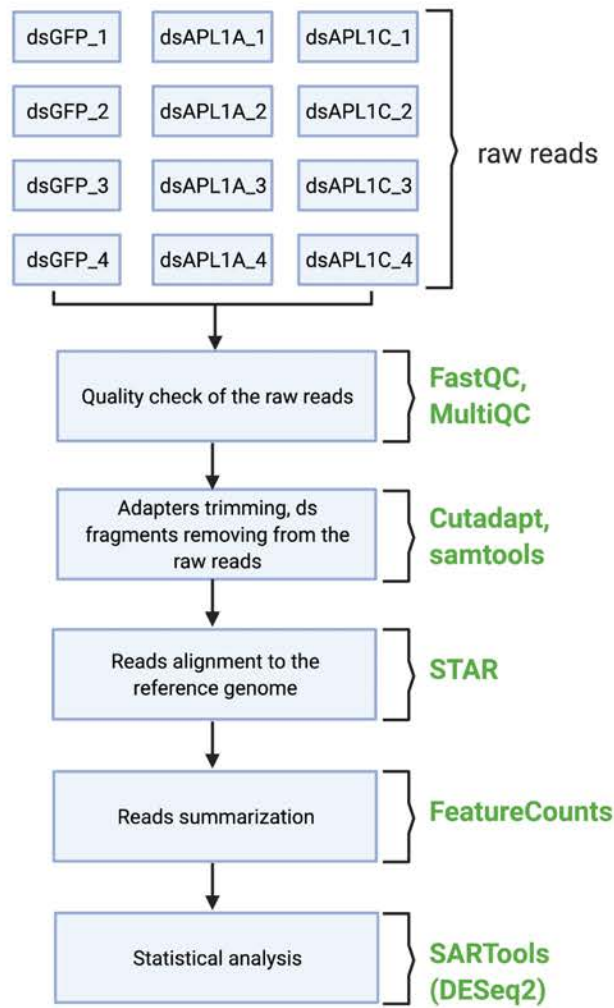 dsGFP_1 dsAPL1A_1 dsAPL1C_1
dsGFP_2 dsAPL1A_2 dsAPL1C_2
raw reads
dsGFP_3 dsAPL1A_3 dsAPL1C_3
dsGFP_4 dsAPL1A_4 dsAPL1C_4
Quality check of the raw reads
FastQC,
MultiQC
Adapters trimming, ds
fragments removing from the
raw reads
Cutadapt,
samtools
Reads alignment to the
reference genome
STAR
Reads summarization
FeatureCounts
Statistical analysis
SARTools
(DESeq2)